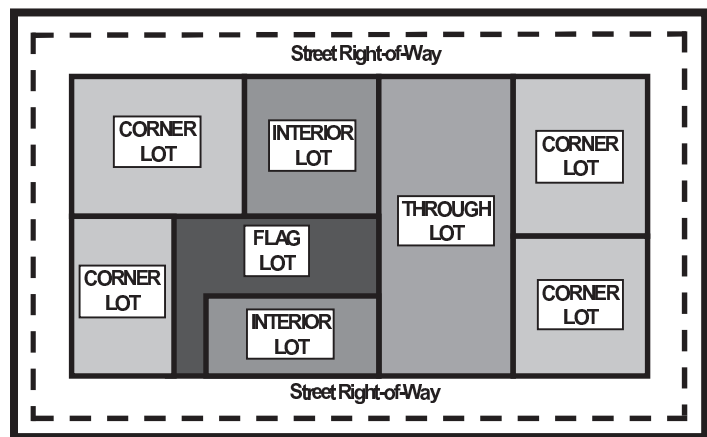 Street Right-of-Way
CORNER
LOT
INTERIOR
LOT
CORNER
LOT
THROUGH
LOT
FLAG
LOT
CORNER
LOT
CORNER
LOT
INTERIOR
LOT
Street Right-of-Way